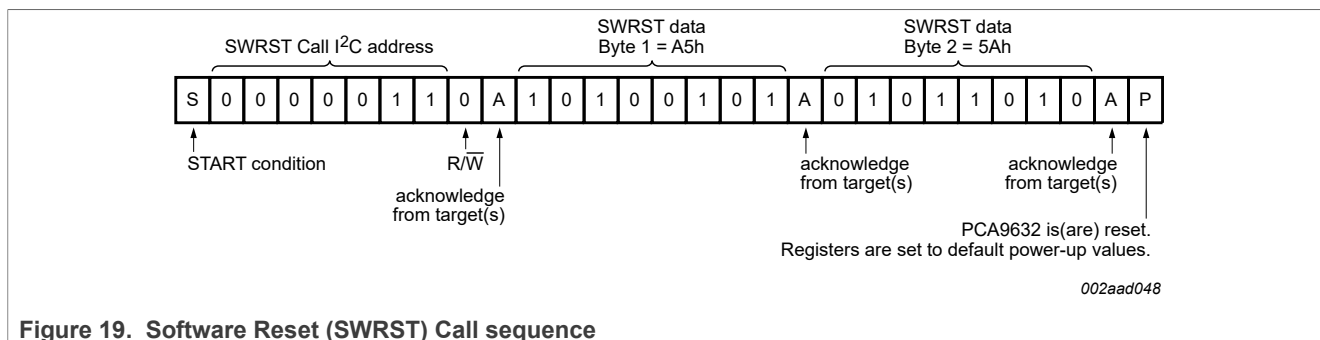 SWRST Call I²C address
SWRST data
Byte 1 = A5h
SWRST data
Byte 2 = 5Ah
S 0 0 0 0 0 1 1 0 A 1 0 1 0 0 1 0 1 A 0 1 0 1 1 0 1 0 A P
START condition
R/W̅
acknowledge
from target(s)
acknowledge
from target(s)
acknowledge
from target(s)
PCA9632 is(are) reset.
Registers are set to default power-up values.
002aad048
Figure 19. Software Reset (SWRST) Call sequence